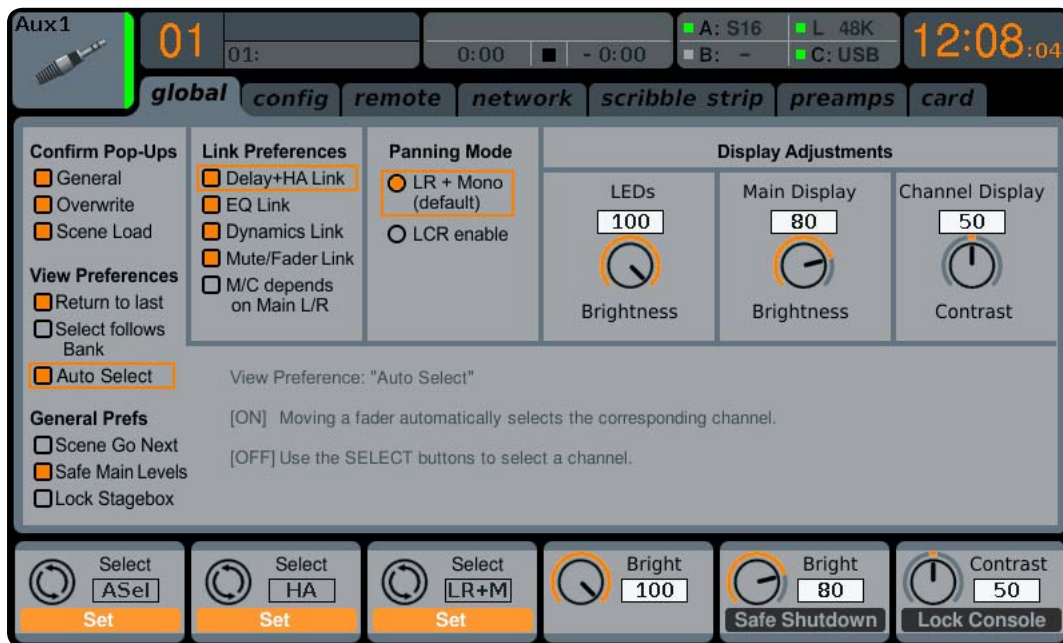 Aux1
01
01:
0:00
- 0:00
A: S16
L 48K
B: -
C: USB
12:08:04
global
config
remote
network
scribble strip
preamps
card
Confirm Pop-Ups
General
Overwrite
Scene Load
View Preferences
Return to last
Select follows
Bank
Auto Select
General Prefs
Scene Go Next
Safe Main Levels
Lock Stagebox
Link Preferences
Delay+HA Link
EQ Link
Dynamics Link
Mute/Fader Link
M/C depends
on Main L/R
Panning Mode
LR + Mono
(default)
LCR enable
Display Adjustments
LEDs
100
Brightness
Main Display
80
Brightness
Channel Display
50
Contrast
View Preference: "Auto Select"
[ON] Moving a fader automatically selects the corresponding channel.
[OFF] Use the SELECT buttons to select a channel.
Select
ASel
Set
Select
HA
Set
Select
LR+M
Set
Bright
100
Bright
80
Safe Shutdown
Contrast
50
Lock Console